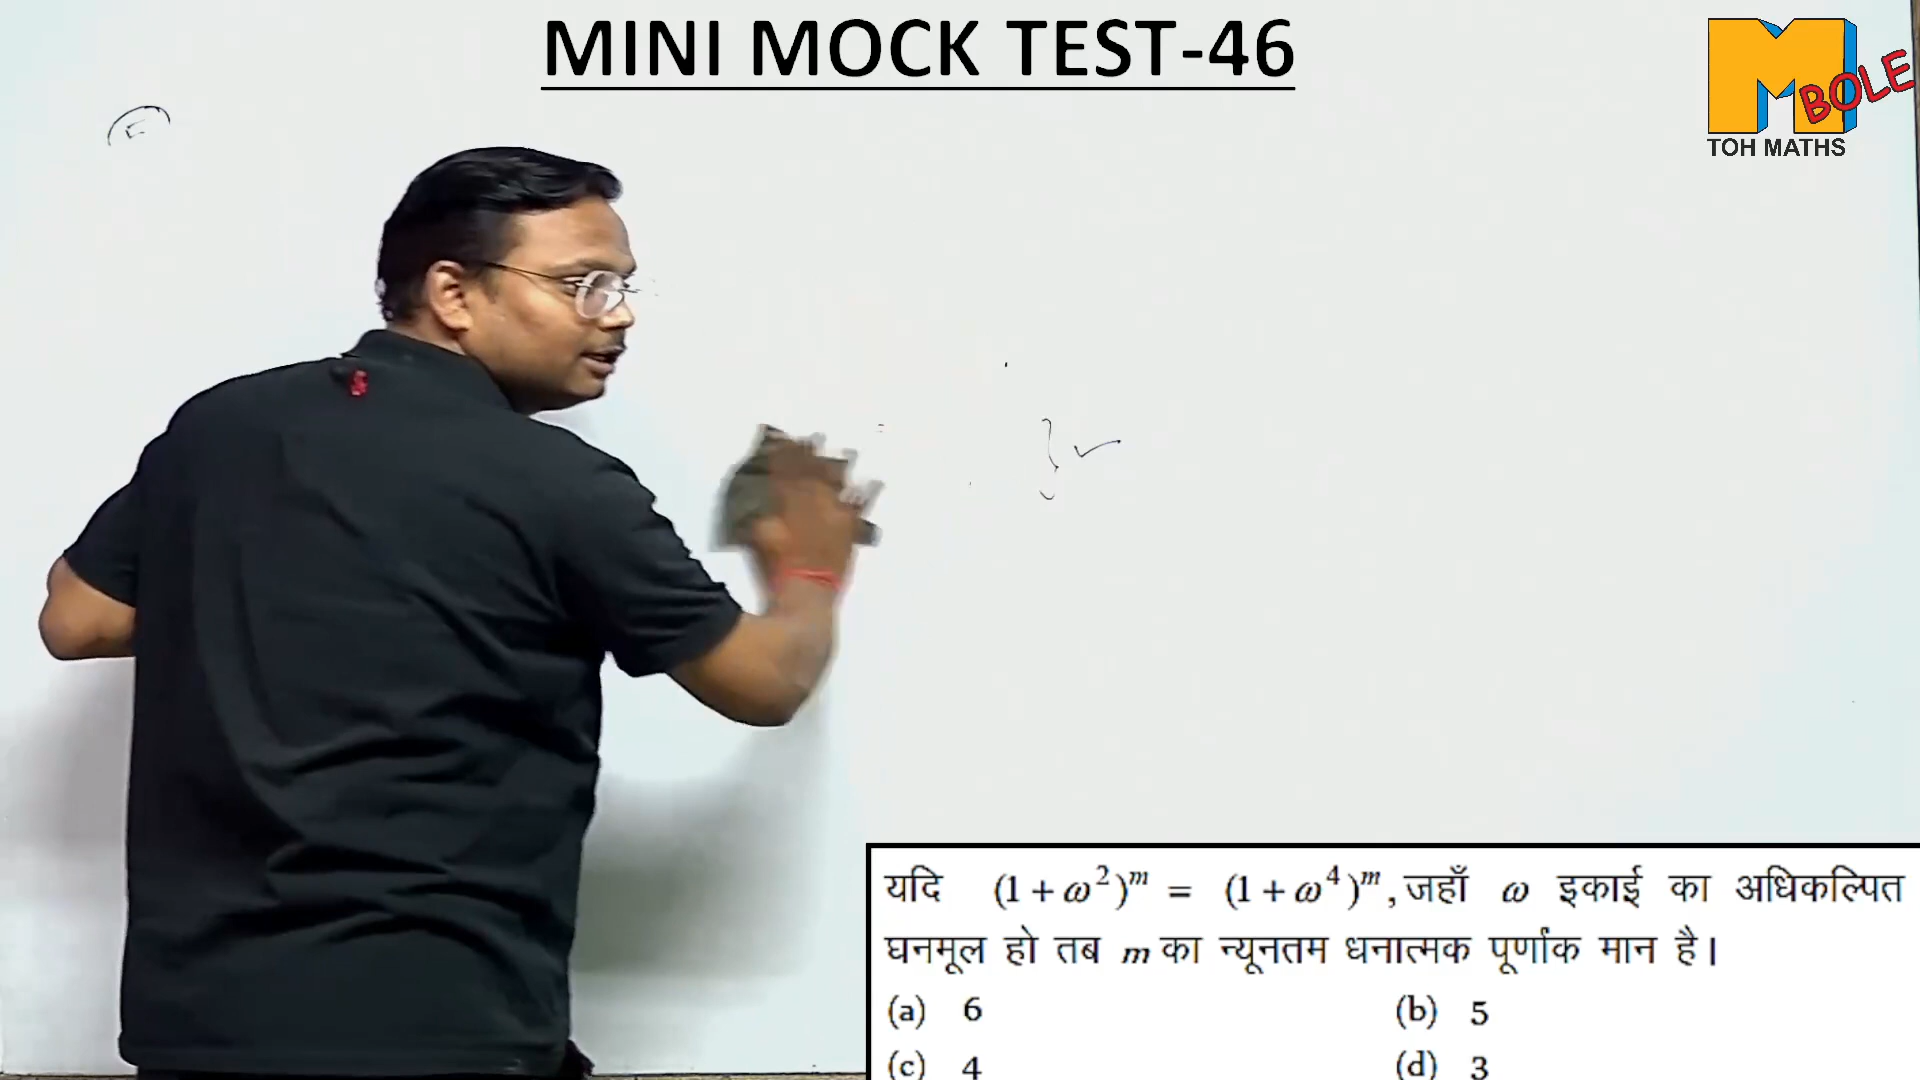 MINI MOCK TEST-46
M BOLE
TOH MATHS
यदि (1+ω²)ᵐ = (1+ω⁴)ᵐ, जहाँ ω इकाई का अधिकल्पित
घनमूल हो तब m का न्यूनतम धनात्मक पूर्णांक मान है।
(a) 6 (b) 5
(c) 4 (d) 3